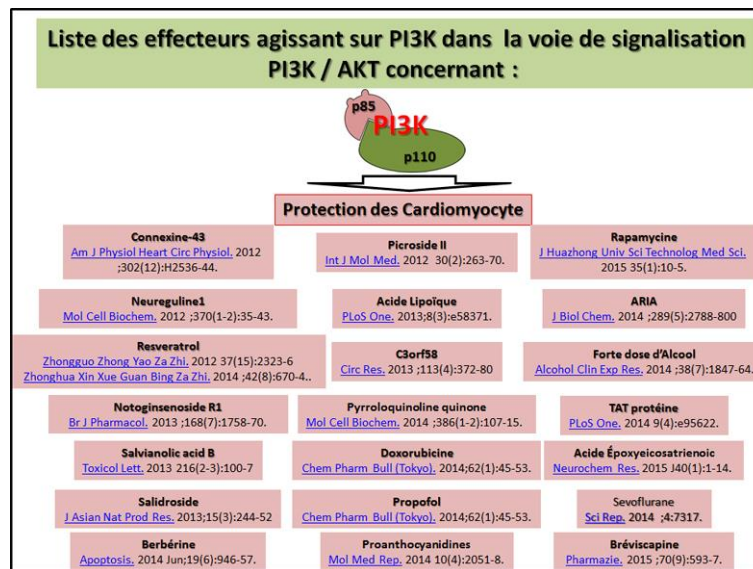 Liste des effecteurs agissant sur PI3K dans la voie de signalisation
PI3K / AKT concernant :
p85
PI3K
p110
Protection des Cardiomyocyte
Connexine-43
Am J Physiol Heart Circ Physiol. 2012
;302(12):H2536-44.
Picroside II
Int J Mol Med. 2012 30(2):263-70.
Rapamycine
J Huazhong Univ Sci Technolog Med Sci.
2015 35(1):10-5.
Neureguline1
Mol Cell Biochem. 2012 ;370(1-2):35-43.
Acide Lipoïque
PLoS One. 2013;8(3):e58371.
ARIA
J Biol Chem. 2014 ;289(5):2788-800
Resveratrol
Zhongguo Zhong Yao Za Zhi. 2012 37(15):2323-6
Zhonghua Xin Xue Guan Bing Za Zhi. 2014 ;42(8):670-4..
C3orf58
Circ Res. 2013 ;113(4):372-80
Forte dose d'Alcool
Alcohol Clin Exp Res. 2014 ;38(7):1847-64.
Notoginsenoside R1
Br J Pharmacol. 2013 ;168(7):1758-70.
Pyrroloquinoline quinone
Mol Cell Biochem. 2014 ;386(1-2):107-15.
TAT protéine
PLoS One. 2014 9(4):e95622.
Salvianolic acid B
Toxicol Lett. 2013 216(2-3):100-7
Doxorubicine
Chem Pharm Bull (Tokyo). 2014;62(1):45-53.
Acide Époxyeicosatrienoic
Neurochem Res. 2015 J40(1):1-14.
Salidroside
J Asian Nat Prod Res. 2013;15(3):244-52
Propofol
Chem Pharm Bull (Tokyo). 2014;62(1):45-53.
Sevoflurane
Sci Rep. 2014 ;4:7317.
Berbérine
Apoptosis. 2014 Jun;19(6):946-57.
Proanthocyanidines
Mol Med Rep. 2014 10(4):2051-8.
Bréviscapine
Pharmazie. 2015 ;70(9):593-7.